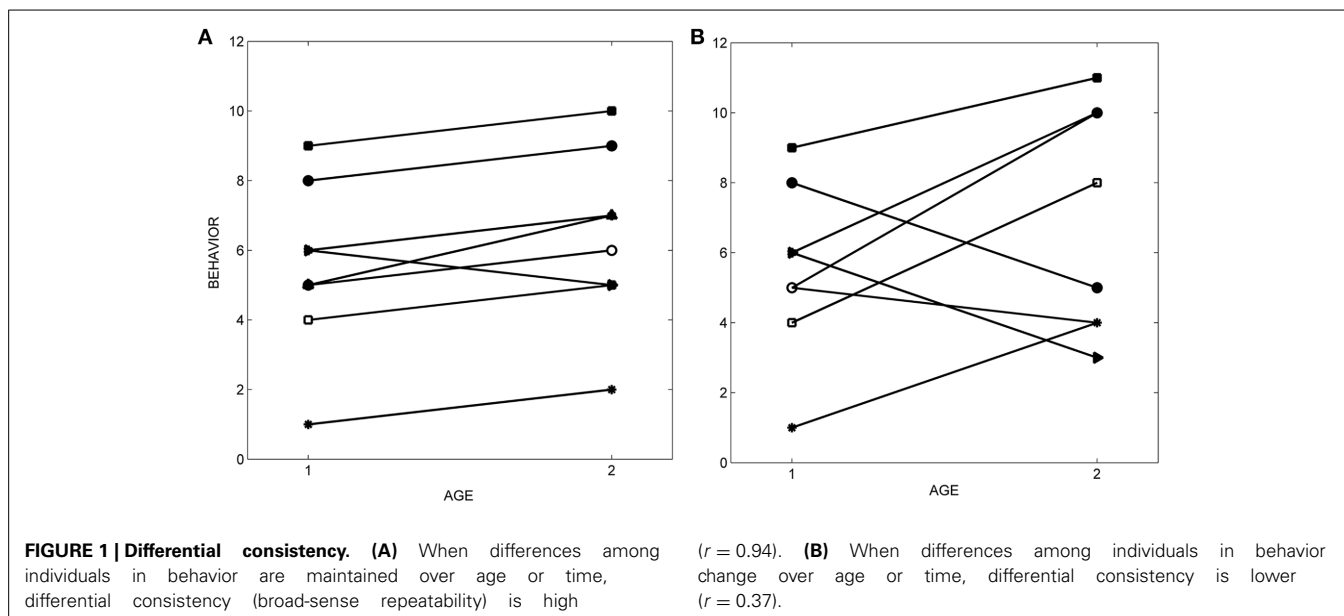 A
12
10
8
6
4
2
0
BEHAVIOR
1
2
AGE
B
12
10
8
6
4
2
0
1
2
AGE
FIGURE 1 | Differential consistency. (A) When differences among
individuals in behavior are maintained over age or time,
differential consistency (broad-sense repeatability) is high
(r = 0.94). (B) When differences among individuals in behavior
change over age or time, differential consistency is lower
(r = 0.37).